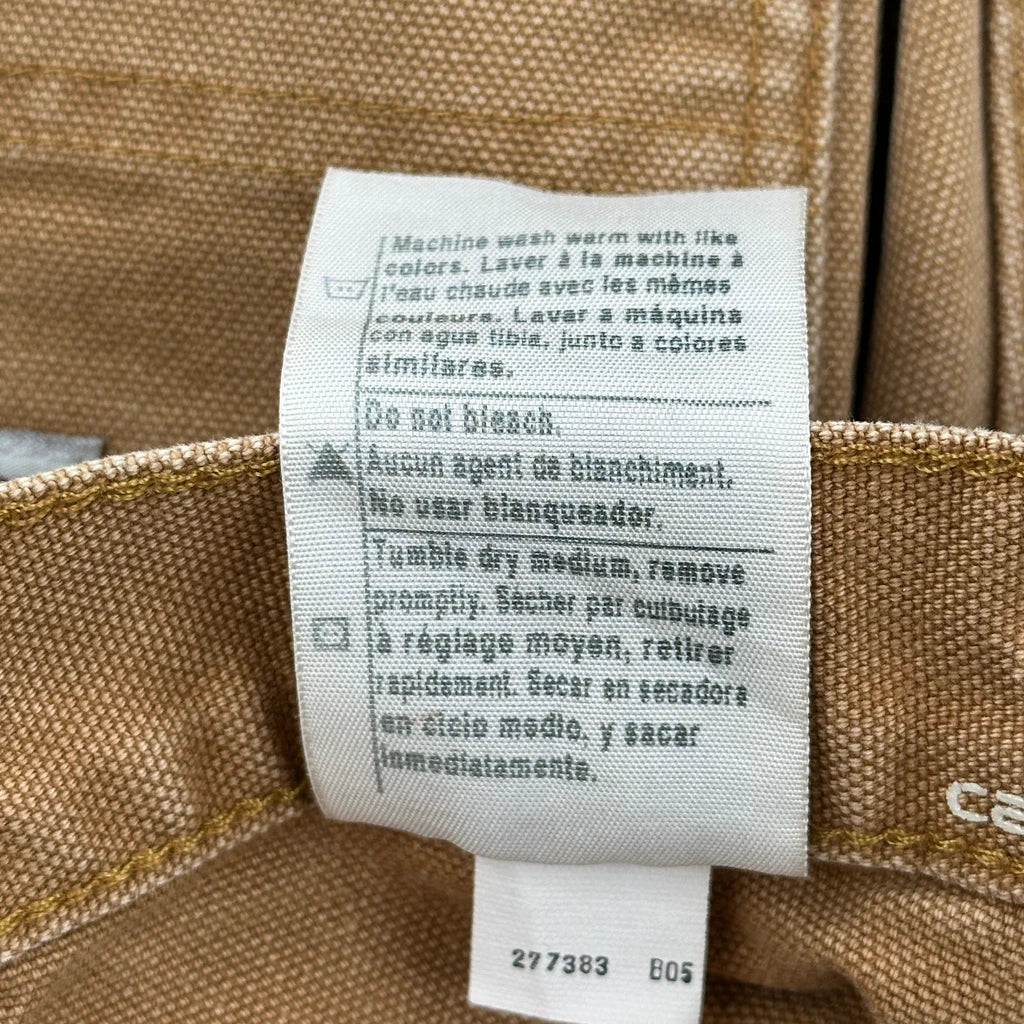 Machine wash warm with like
colors. Laver à la machine à
l'eau chaude avec les mêmes
couleurs. Lavar a máquina
con agua tibia, junto a colores
similares.
Do not bleach.
Aucun agent de blanchiment.
No usar blanqueador.
Tumble dry medium, remove
promptly. Sécher par culbutage
à réglage moyen, retirer
rapidement. Secar en secadora
en ciclo medio, y sacar
inmediatamente.
ca
277383 B05